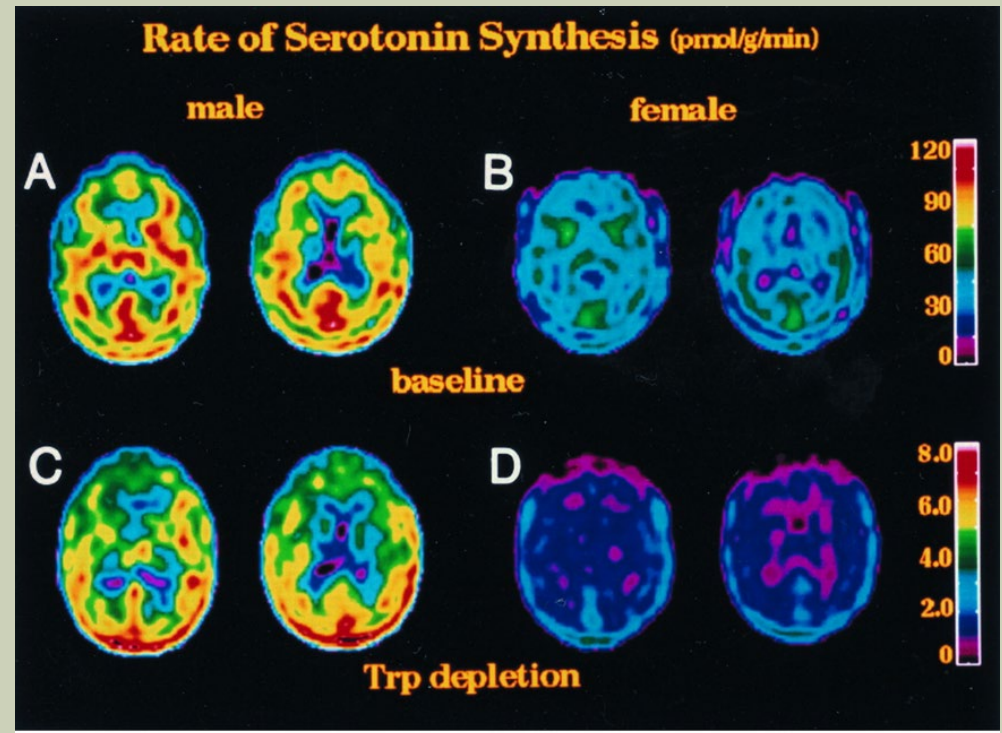 Rate of Serotonin Synthesis (pmol/g/min)
male
female
A
B
120
90
60
30
0
baseline
C
D
8.0
6.0
4.0
2.0
0
Trp depletion